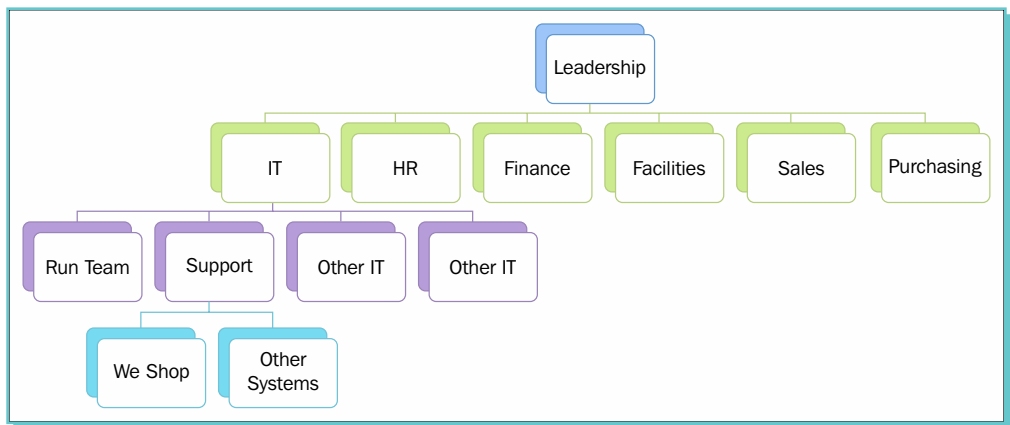 Leadership
IT
HR
Finance
Facilities
Sales
Purchasing
Run Team
Support
Other IT
Other IT
We Shop
Other
Systems